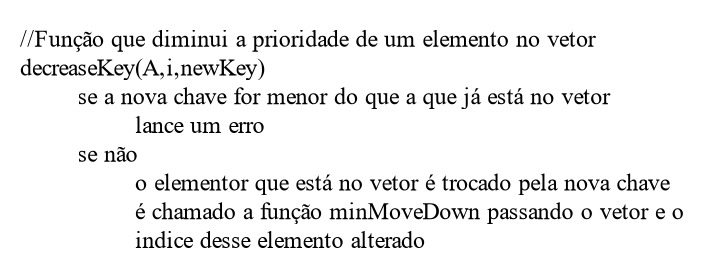 //Função que diminui a prioridade de um elemento no vetor
decreaseKey(A,i,newKey)
se a nova chave for menor do que a que já está no vetor
lance um erro
se não
o elementor que está no vetor é trocado pela nova chave
é chamado a função minMoveDown passando o vetor e o
indice desse elemento alterado